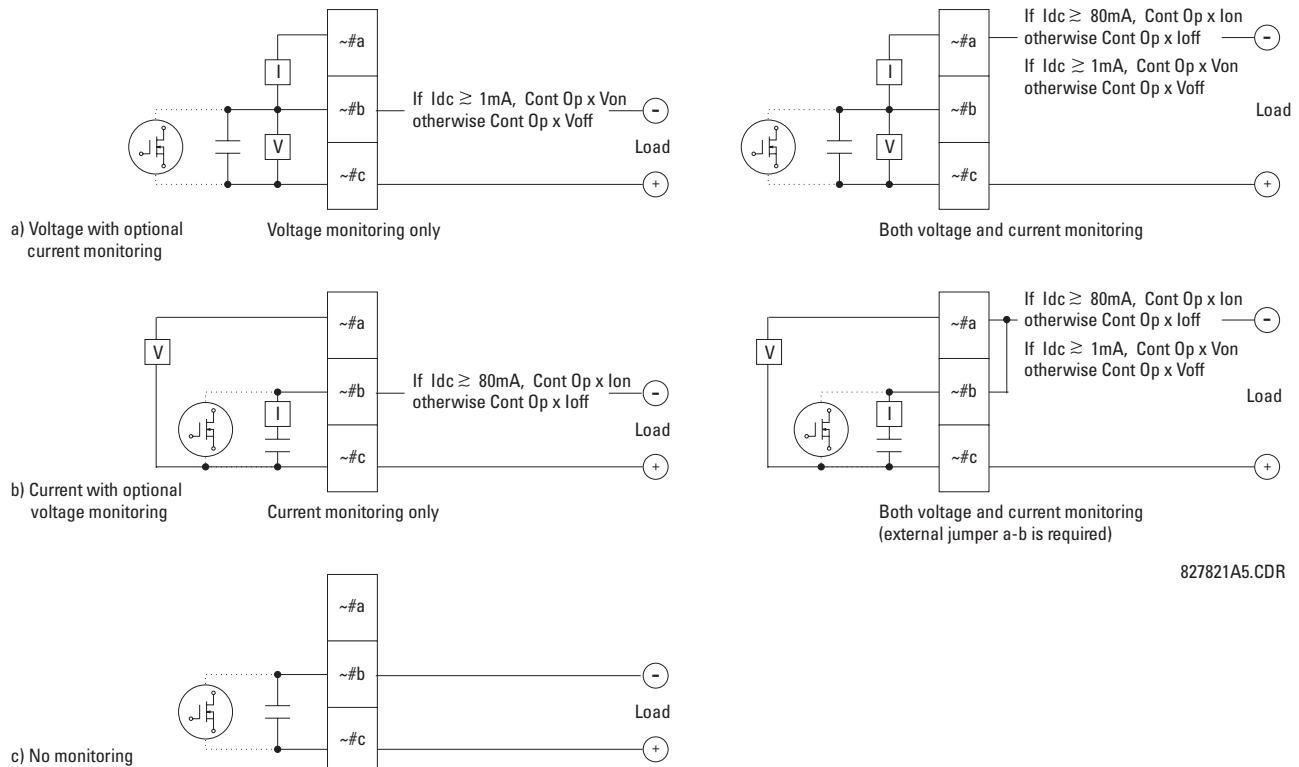 ~#a
I
~#b
V
~#c
If Idc ≳ 1mA, Cont Op x Von
otherwise Cont Op x Voff
-
Load
+
a) Voltage with optional
current monitoring
Voltage monitoring only
~#a
I
~#b
V
~#c
If Idc ≳ 80mA, Cont Op x Ion
otherwise Cont Op x Ioff
-
If Idc ≳ 1mA, Cont Op x Von
otherwise Cont Op x Voff
Load
+
Both voltage and current monitoring
~#a
V
~#b
I
~#c
If Idc ≳ 80mA, Cont Op x Ion
otherwise Cont Op x Ioff
-
Load
+
b) Current with optional
voltage monitoring
Current monitoring only
~#a
V
~#b
I
~#c
If Idc ≳ 80mA, Cont Op x Ion
otherwise Cont Op x Ioff
-
If Idc ≳ 1mA, Cont Op x Von
otherwise Cont Op x Voff
Load
+
Both voltage and current monitoring
(external jumper a-b is required)
827821A5.CDR
~#a
~#b
~#c
-
Load
+
c) No monitoring